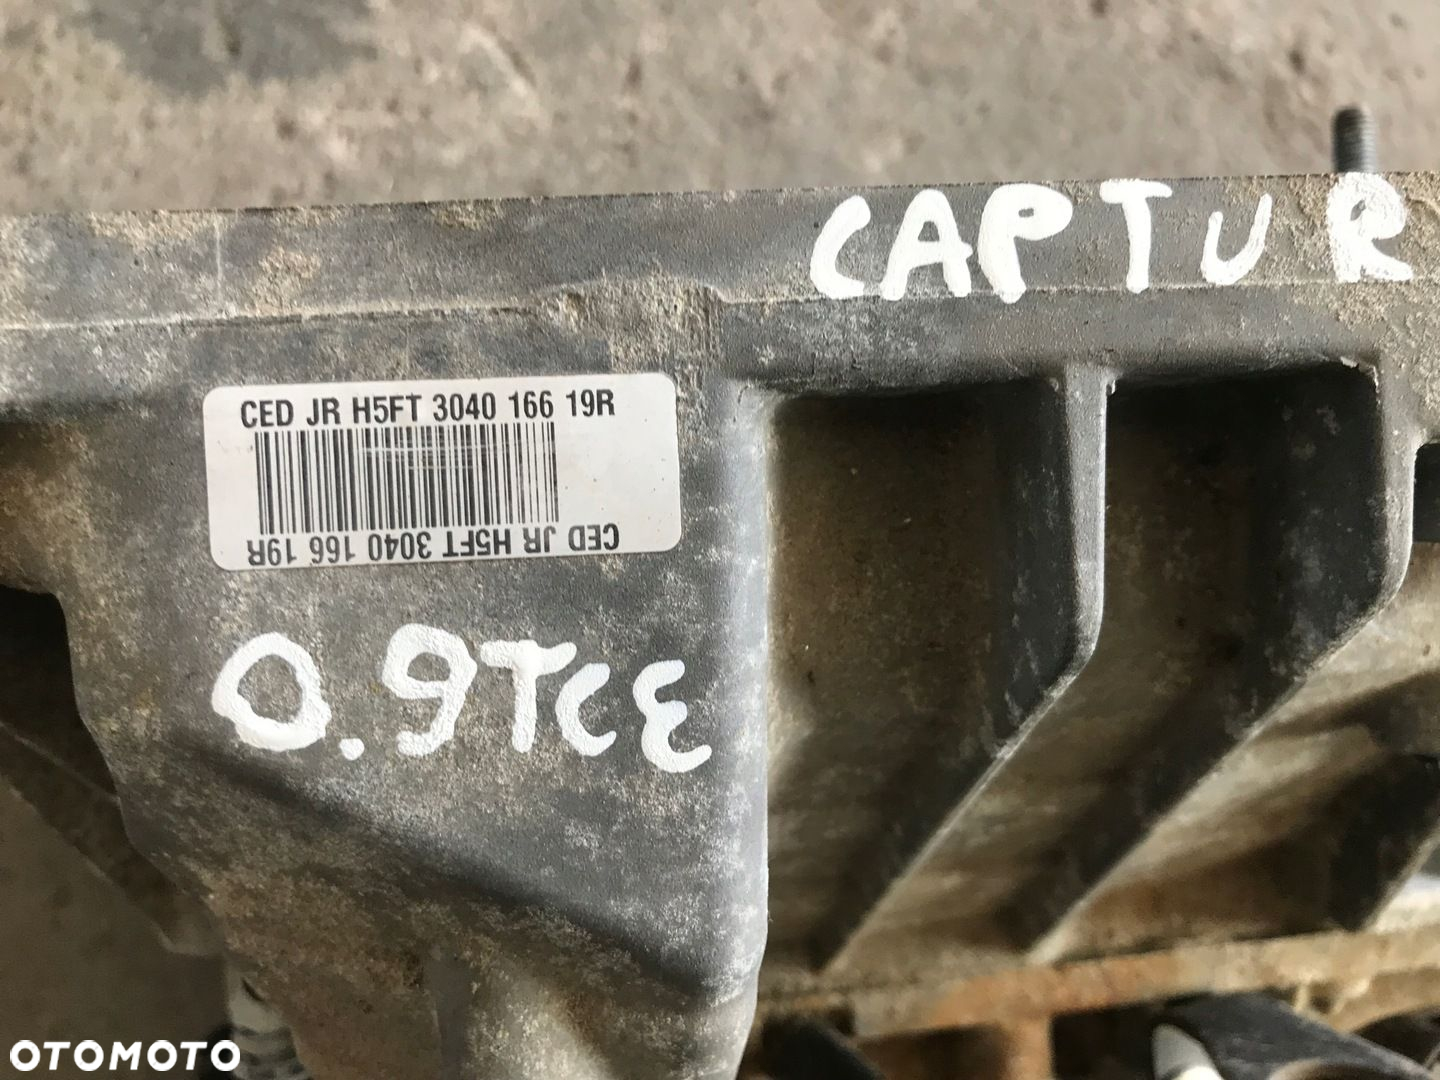 CAPTUR
CED JR H5FT 3040 166 19R
CED JR H5FT 3040 166 19R
0.9TCE
OTOMOTO